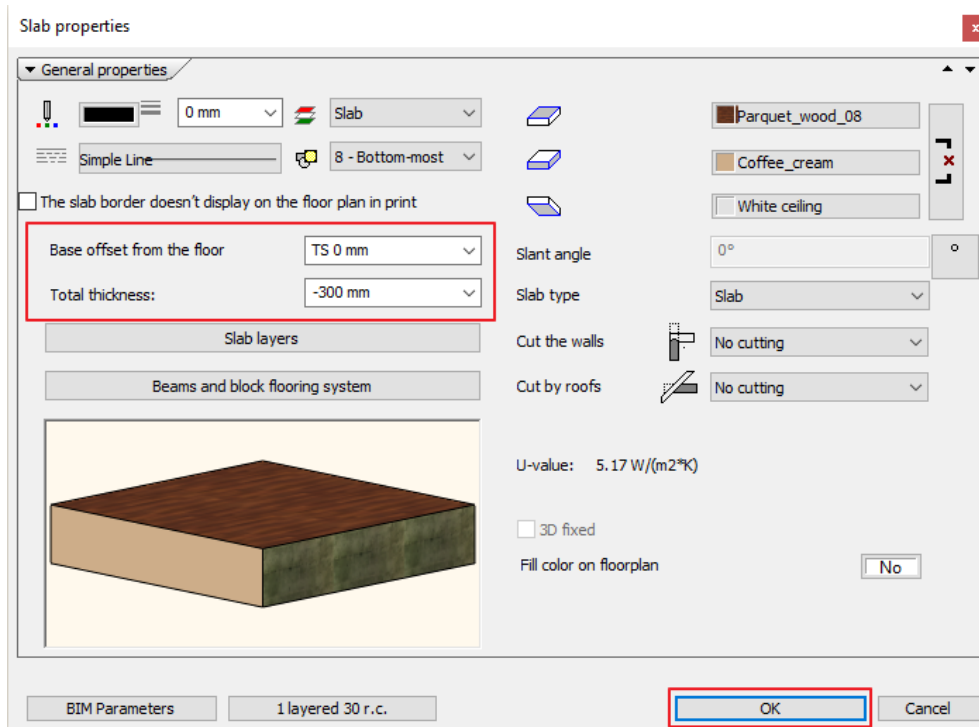 Slab properties
x
General properties
0 mm
Slab
Parquet_wood_08
Simple Line
8 - Bottom-most
Coffee_cream
The slab border doesn't display on the floor plan in print
White ceiling
Base offset from the floor
TS 0 mm
Slant angle
0°
Total thickness:
-300 mm
Slab type
Slab
Slab layers
Cut the walls
No cutting
Beams and block flooring system
Cut by roofs
No cutting
U-value: 5.17 W/(m2*K)
3D fixed
Fill color on floorplan
No
BIM Parameters
1 layered 30 r.c.
OK
Cancel